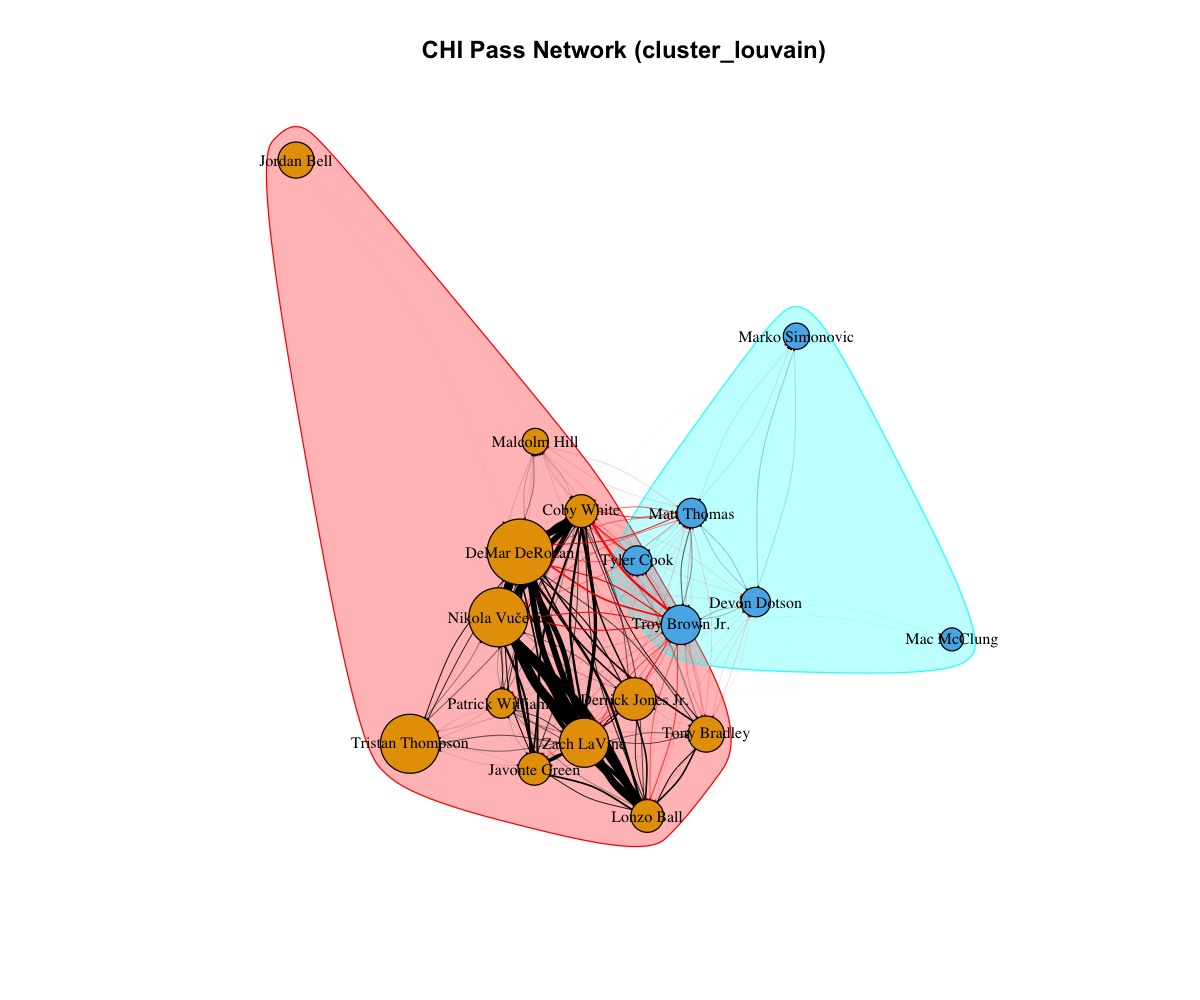 CHI Pass Network (cluster_louvain)
Jordan Bell
Marko Simonovic
Malcolm Hill
Coby White
Matt Thomas
DeMar DeRozan
Tyler Cook
Devon Dotson
Nikola Vuče
Troy Brown Jr.
Mac McClung
Patrick William
Derrick Jones Jr.
Tony Bradley
Tristan Thompson
Zach LaVine
Javonte Green
Lonzo Ball